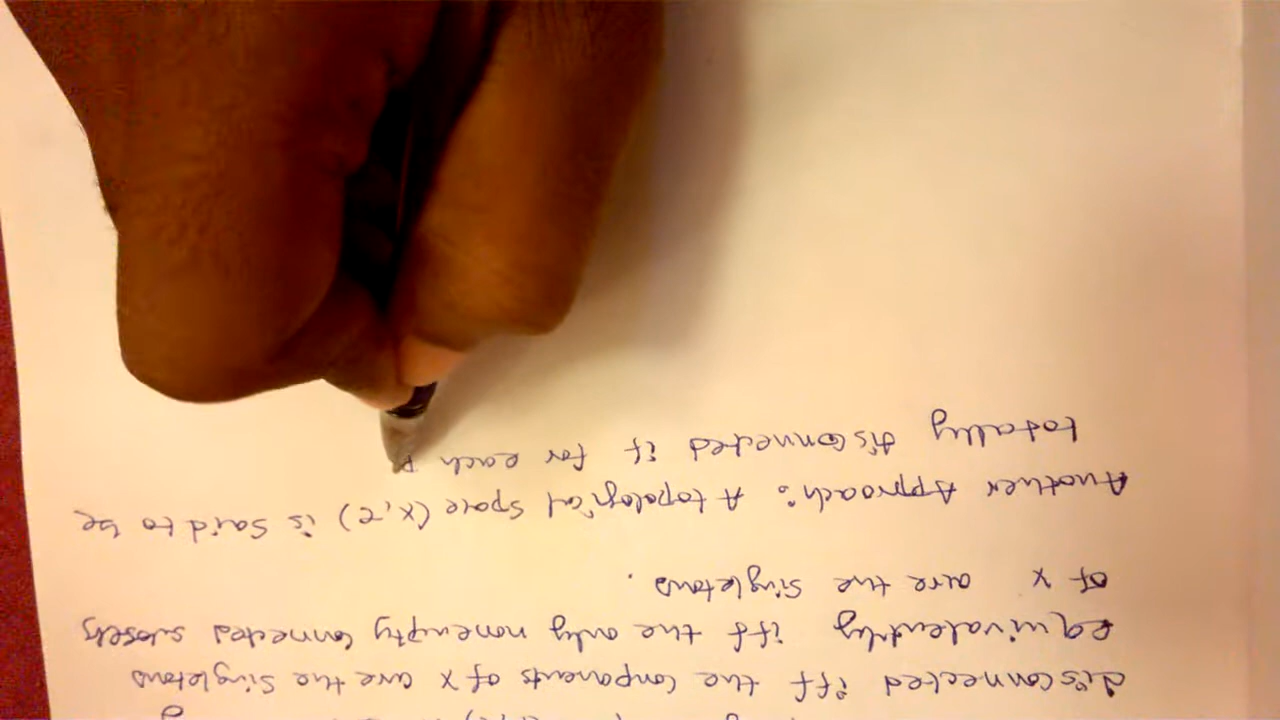 disconnected iff the components of X are the singletons
equivalently iff the only nonempty connected subsets
of X are the singletons.
Another Approach: A topological space (X,τ) is said to be
totally disconnected if for each